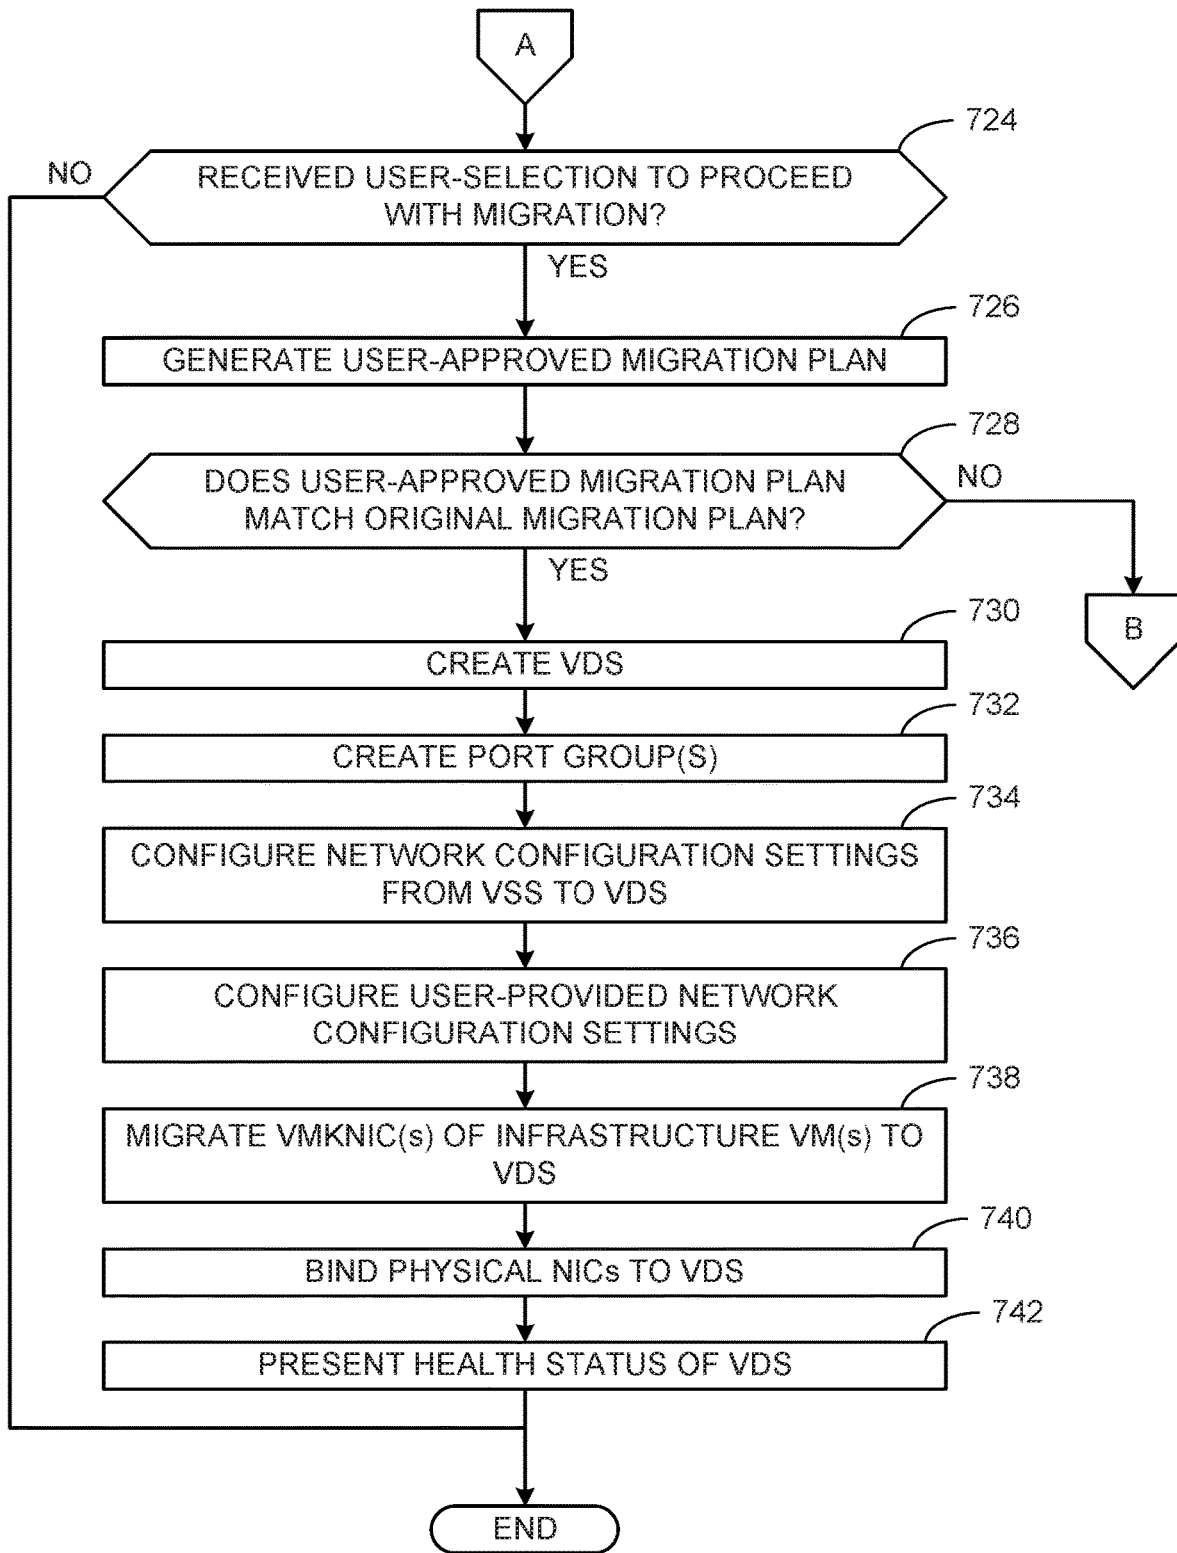 A
724
NO
RECEIVED USER-SELECTION TO PROCEED
WITH MIGRATION?
YES
726
GENERATE USER-APPROVED MIGRATION PLAN
728
DOES USER-APPROVED MIGRATION PLAN
MATCH ORIGINAL MIGRATION PLAN?
NO
YES
B
730
CREATE VDS
732
CREATE PORT GROUP(S)
734
CONFIGURE NETWORK CONFIGURATION SETTINGS
FROM VSS TO VDS
736
CONFIGURE USER-PROVIDED NETWORK
CONFIGURATION SETTINGS
738
MIGRATE VMKNIC(s) OF INFRASTRUCTURE VM(s) TO
VDS
740
BIND PHYSICAL NICs TO VDS
742
PRESENT HEALTH STATUS OF VDS
END